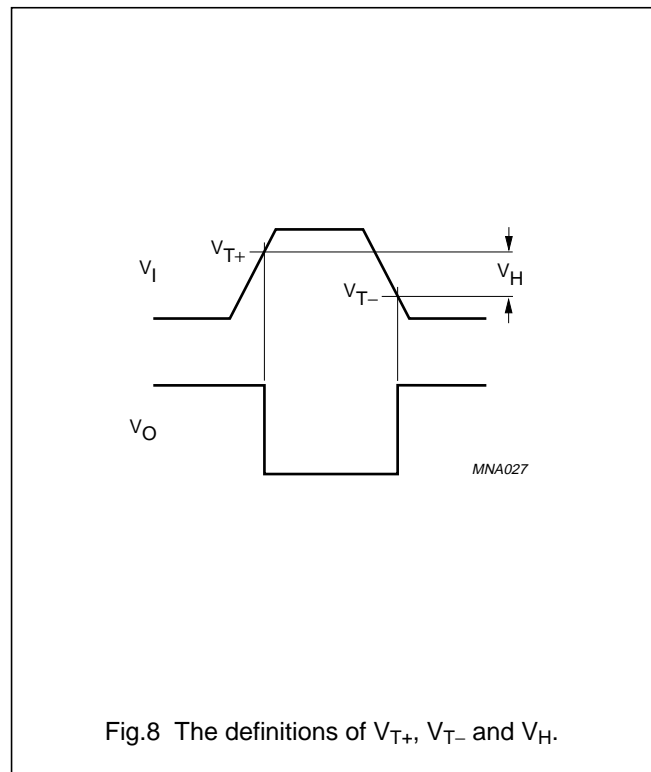 V_T+
V_I
V_H
V_T−
V_O
MNA027
Fig.8 The definitions of V_T+, V_T− and V_H.